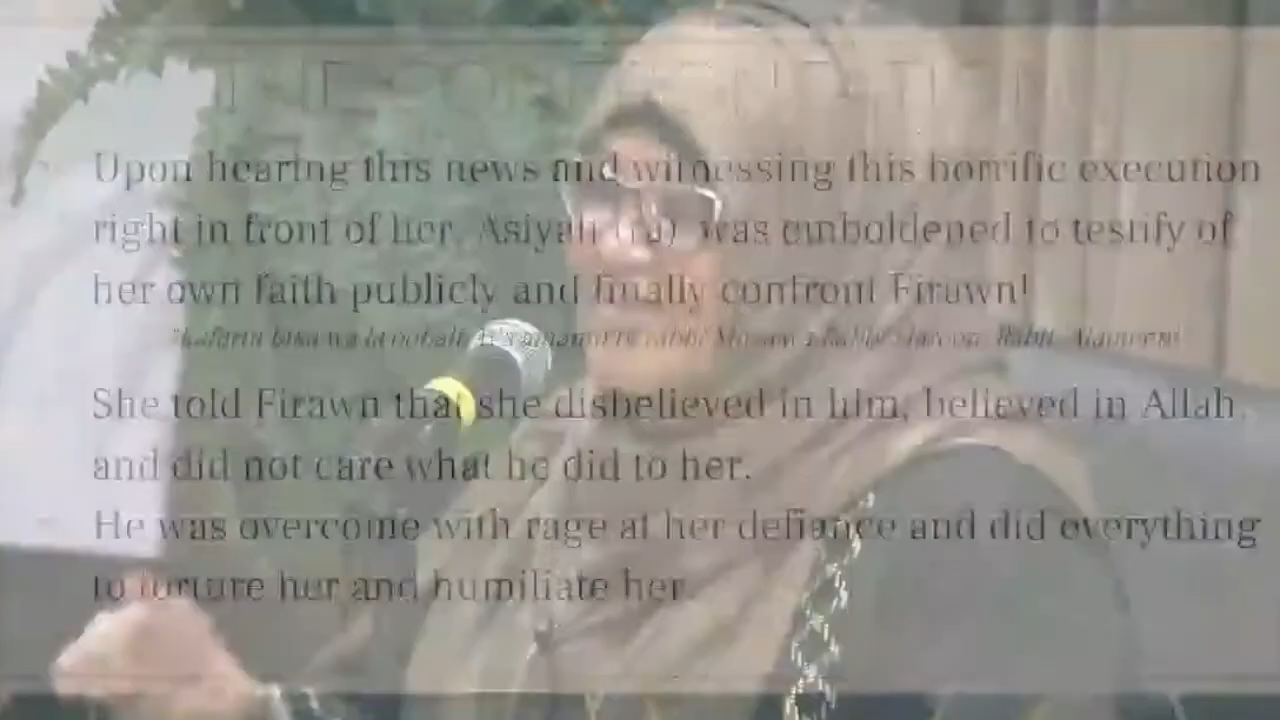 Upon hearing this news and witnessing this horrific execution
right in front of her, Asiyah (ra) was emboldened to testify of
her own faith publicly and finally confront Firawn!
She told Firawn that she disbelieved in him, believed in Allah,
and did not care what he did to her.
He was overcome with rage at her defiance and did everything
to torture her and humiliate her.